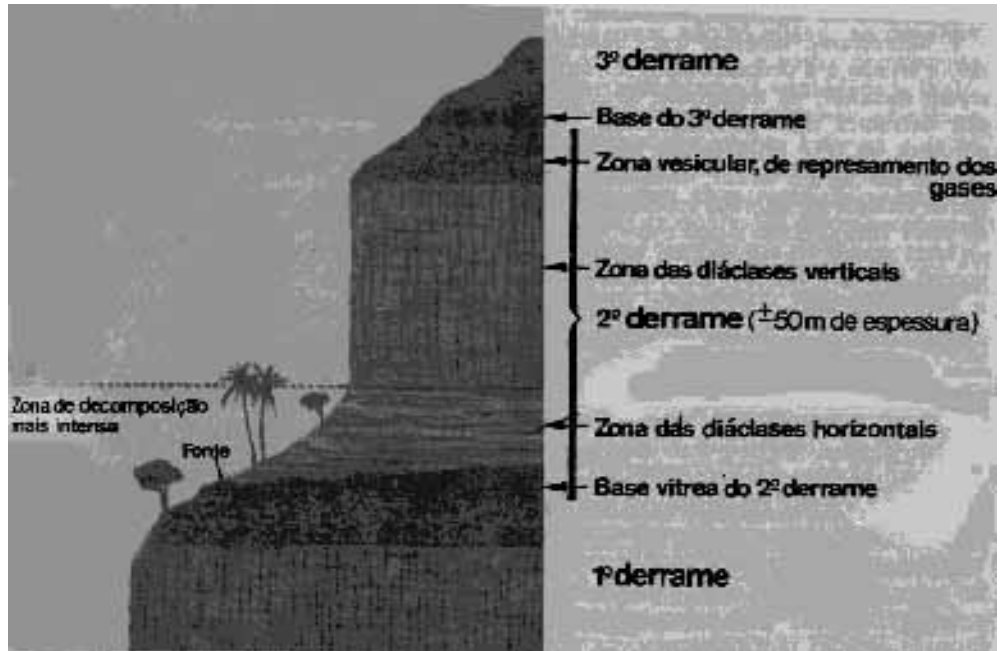 3º derrame
Base do 3º derrame
Zona vesicular, de represamento dos
gases
Zona das diáclases verticais
2º derrame (±50m de espessura)
Zona de decomposição
mais intensa
Fonte
Zona das diáclases horizontais
Base vitrea do 2º derrame
1º derrame